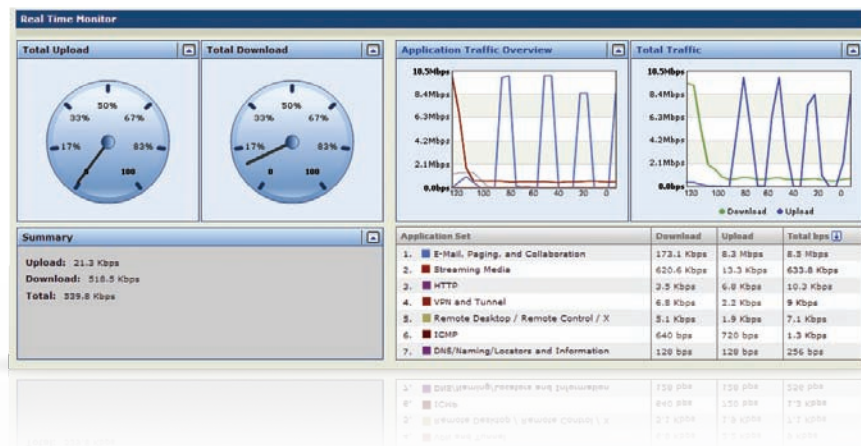 Real Time Monitor
Total Upload
Total Download
Application Traffic Overview
Total Traffic
50%
33% 67%
17% 83%
0 100
50%
33% 67%
17% 83%
0 100
10.5Mbps
8.4Mbps
6.3Mbps
4.2Mbps
2.1Mbps
0.0bps
120 100 80 60 40 20 0
10.5Mbps
8.4Mbps
6.3Mbps
4.2Mbps
2.1Mbps
0.0bps
120 100 80 60 40 20 0
Download Upload
Summary
Upload: 21.3 Kbps
Download: 518.5 Kbps
Total: 539.8 Kbps
Application Set Download Upload Total bps
1. E-Mail, Paging, and Collaboration 173.1 Kbps 8.3 Mbps 8.5 Mbps
2. Streaming Media 620.6 Kbps 13.3 Kbps 633.8 Kbps
3. HTTP 3.5 Kbps 6.8 Kbps 10.3 Kbps
4. VPN and Tunnel 6.8 Kbps 2.2 Kbps 9 Kbps
5. Remote Desktop / Remote Control / X 5.1 Kbps 1.9 Kbps 7.1 Kbps
6. ICMP 640 bps 720 bps 1.3 Kbps
7. DNS/Naming/Locators and Information 128 bps 128 bps 256 bps